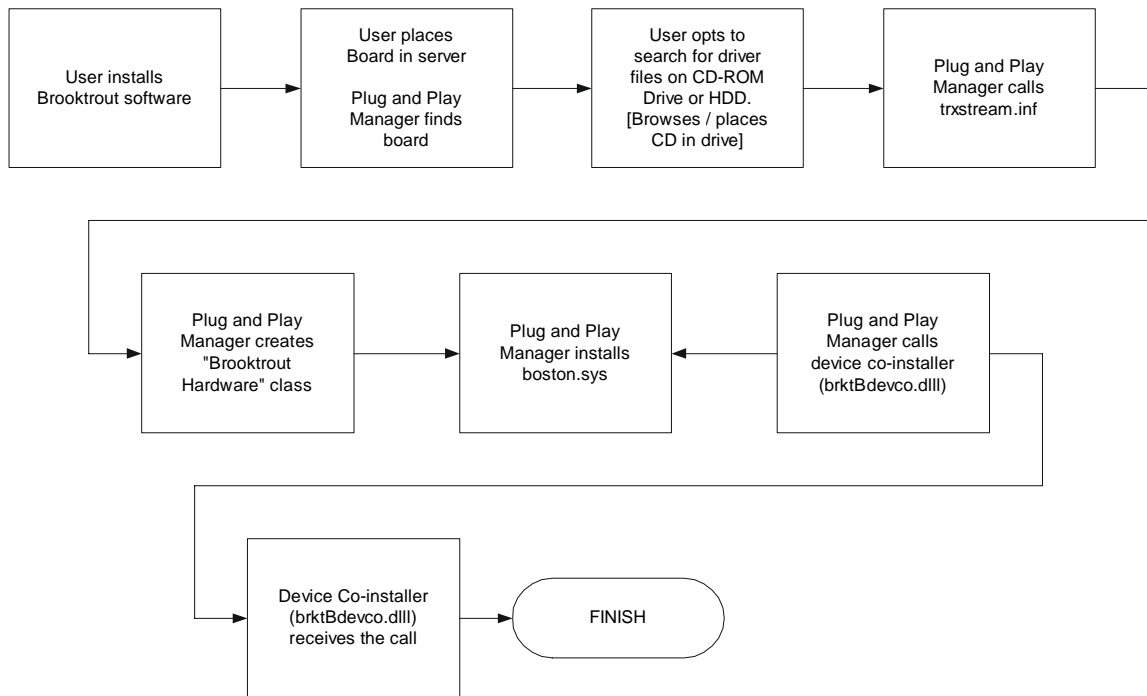 User installs
Brooktrout software
User places
Board in server
Plug and Play
Manager finds
board
User opts to
search for driver
files on CD-ROM
Drive or HDD.
[Browses / places
CD in drive]
Plug and Play
Manager calls
trxstream.inf
Plug and Play
Manager creates
"Brooktrout
Hardware" class
Plug and Play
Manager installs
boston.sys
Plug and Play
Manager calls
device co-installer
(brktBdevco.dlll)
Device Co-installer
(brktBdevco.dlll)
receives the call
FINISH